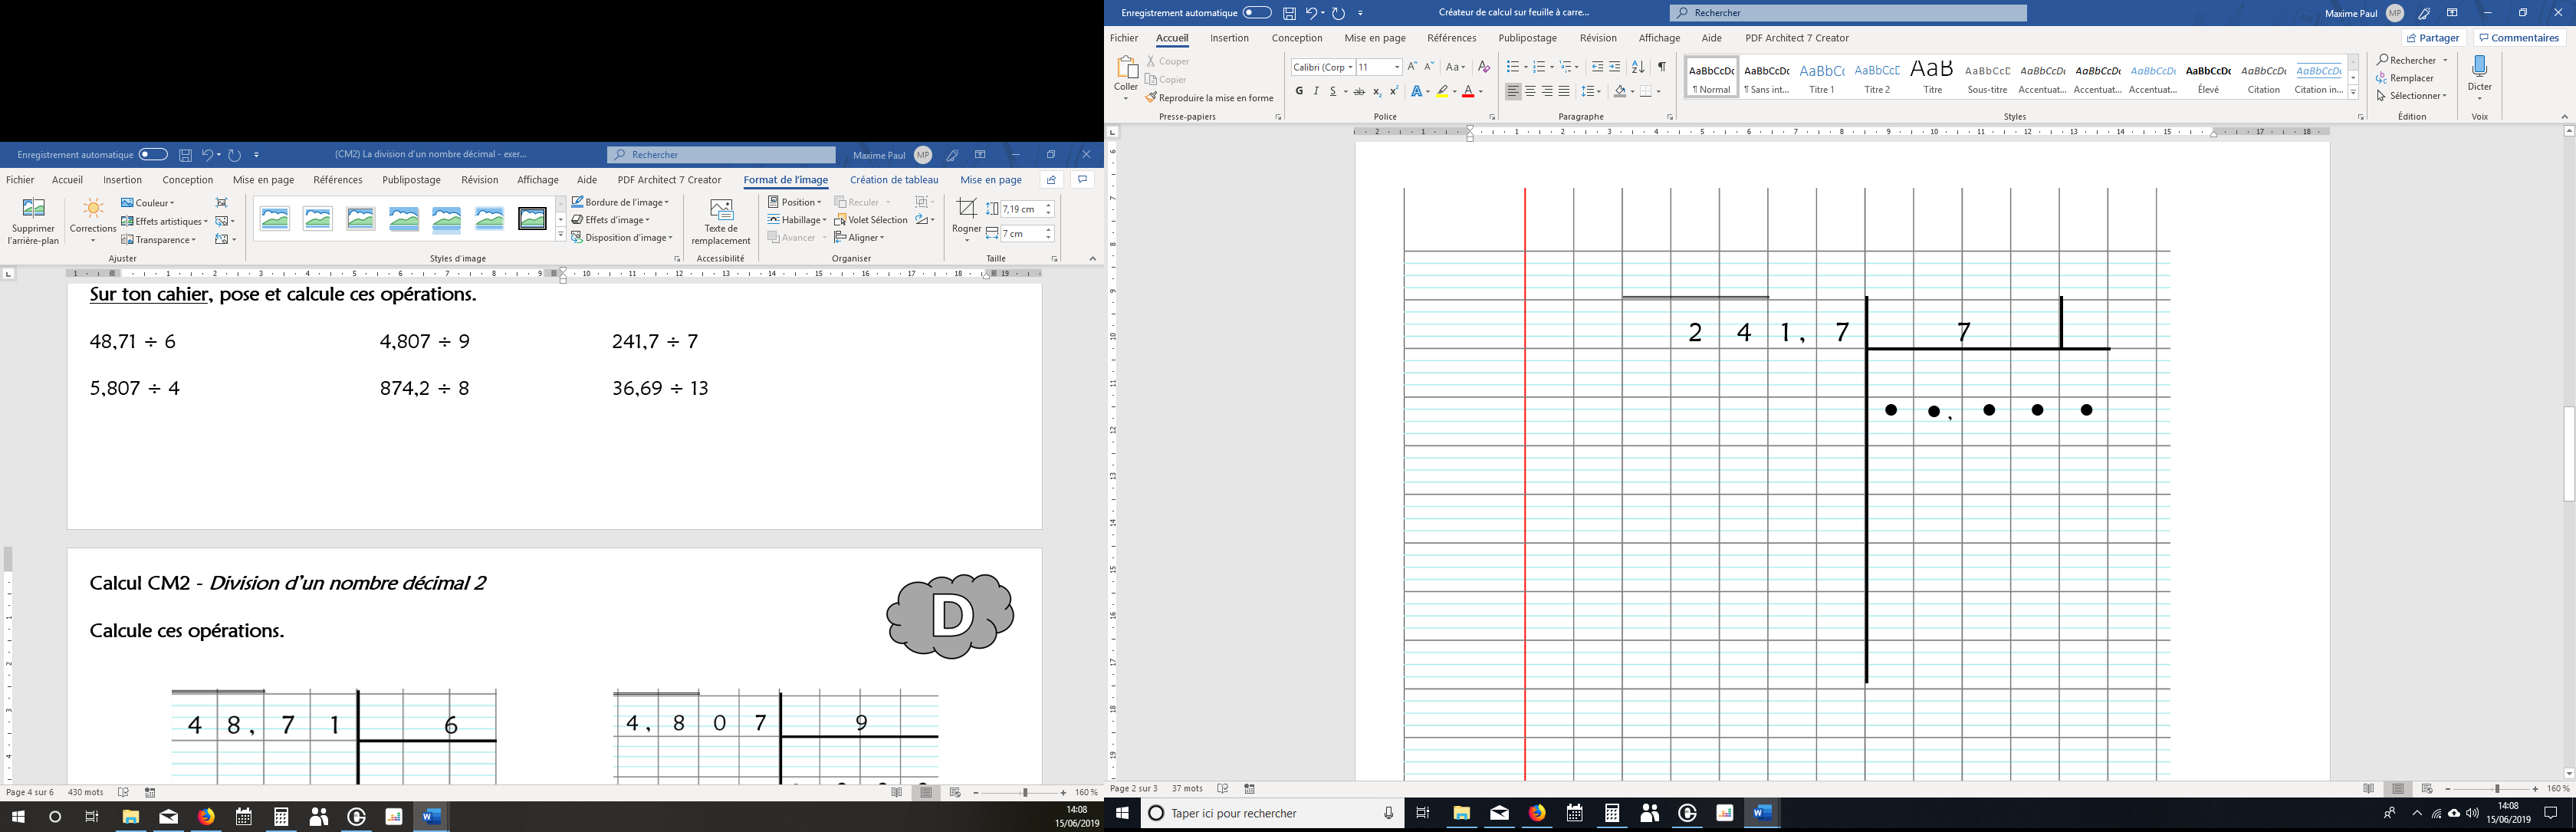 Enregistrement automatique
(CM2) La division d'un nombre décimal - exer...
Rechercher
Maxime Paul MP
Fichier Accueil Insertion Conception Mise en page Références Publipostage Révision Affichage Aide PDF Architect 7 Creator Format de l'image Création de tableau Mise en page
Supprimer l'arrière-plan
Corrections
Couleur
Effets artistiques
Transparence
Ajuster
Styles d'image
Bordure de l'image
Effets d'image
Disposition d'image
Texte de remplacement
Accessibilité
Position
Habillage
Avancer
Reculer
Volet Sélection
Aligner
Organiser
Rogner
7,19 cm
7 cm
Taille
Sur ton cahier, pose et calcule ces opérations.
48,71 ÷ 6 4,807 ÷ 9 241,7 ÷ 7
5,807 ÷ 4 874,2 ÷ 8 36,69 ÷ 13
Calcul CM2 - Division d'un nombre décimal 2
D
Calcule ces opérations.
4 8 , 7 1 6
4 , 8 0 7 9
Page 4 sur 6 430 mots
160 %
14:08
15/06/2019
Enregistrement automatique
Créateur de calcul sur feuille à carre...
Rechercher
Maxime Paul MP
Fichier Accueil Insertion Conception Mise en page Références Publipostage Révision Affichage Aide PDF Architect 7 Creator
Partager Commentaires
Coller
Couper
Copier
Reproduire la mise en forme
Presse-papiers
Calibri (Corp 11
G I S ab x₂ x²
Police
Paragraphe
AaBbCcDc AaBbCcDc AaBbCc AaBbCcC AaB AaBbCcD AaBbCcDc AaBbCcDc AaBbCcDc AaBbCcDc AaBbCcDc AaBbCcDc
¶ Normal ¶ Sans int... Titre 1 Titre 2 Titre Sous-titre Accentuat... Accentuat... Accentuat... Élevé Citation Citation in...
Styles
Rechercher
Remplacer
Sélectionner
Édition
Dicter
Voix
2 4 1 , 7 7
• • , • • •
Page 2 sur 3 37 mots
160 %
Taper ici pour rechercher
14:08
15/06/2019